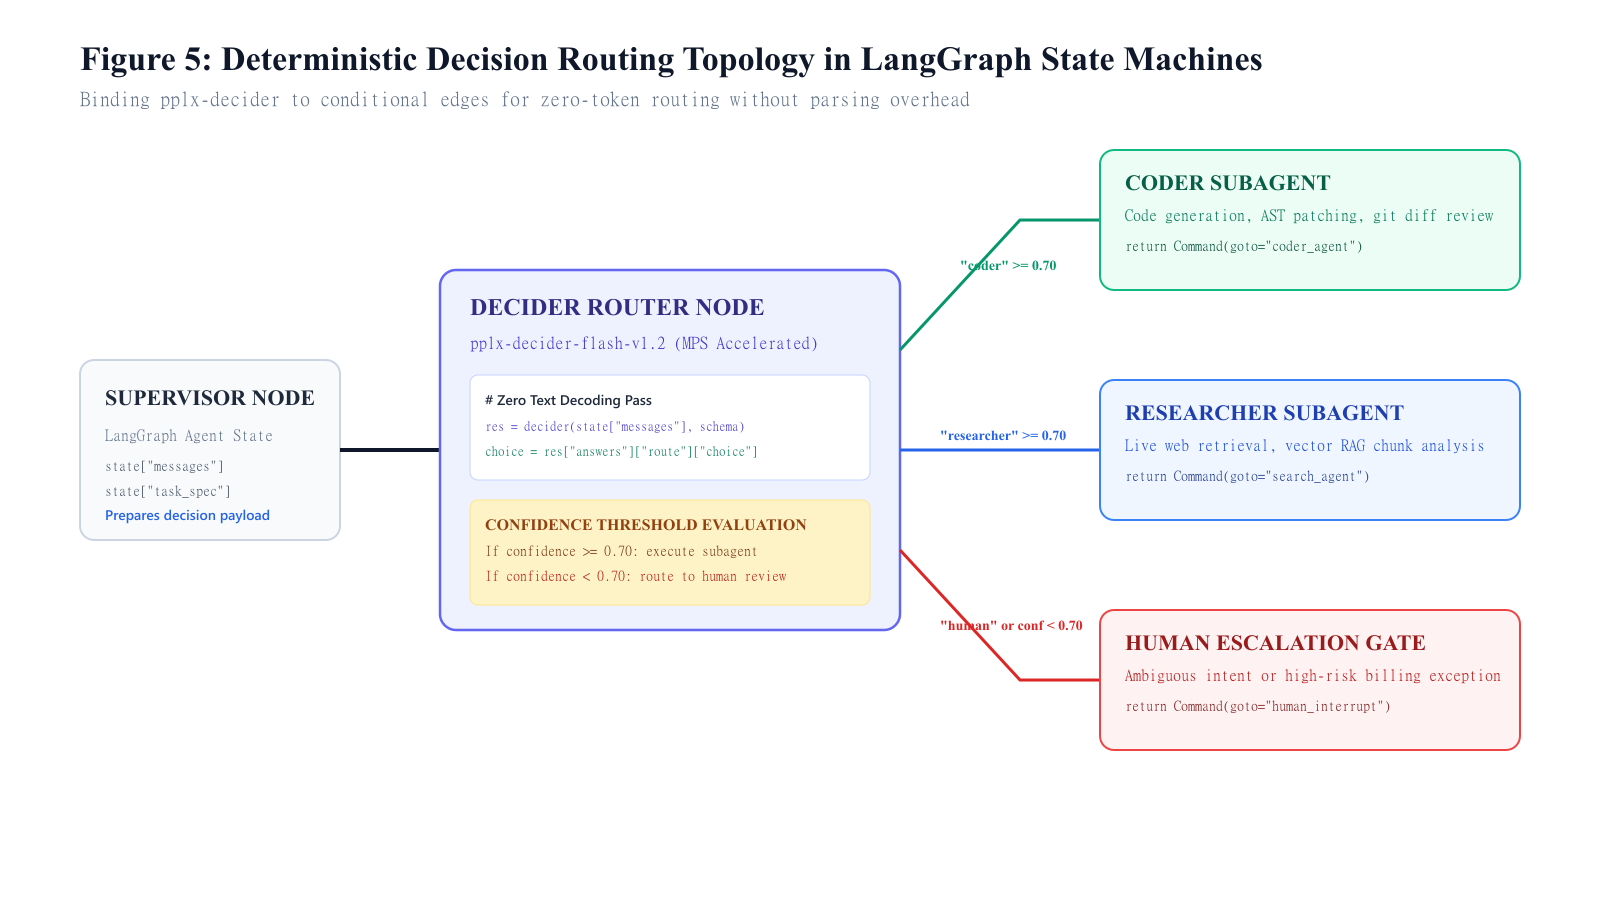 Figure 5: Deterministic Decision Routing Topology in LangGraph State Machines
Binding pplx-decider to conditional edges for zero-token routing without parsing overhead
SUPERVISOR NODE
LangGraph Agent State
state["messages"]
state["task_spec"]
Prepares decision payload
DECIDER ROUTER NODE
pplx-decider-flash-v1.2 (MPS Accelerated)
# Zero Text Decoding Pass
res = decider(state["messages"], schema)
choice = res["answers"]["route"]["choice"]
CONFIDENCE THRESHOLD EVALUATION
If confidence >= 0.70: execute subagent
If confidence < 0.70: route to human review
"coder" >= 0.70
"researcher" >= 0.70
"human" or conf < 0.70
CODER SUBAGENT
Code generation, AST patching, git diff review
return Command(goto="coder_agent")
RESEARCHER SUBAGENT
Live web retrieval, vector RAG chunk analysis
return Command(goto="search_agent")
HUMAN ESCALATION GATE
Ambiguous intent or high-risk billing exception
return Command(goto="human_interrupt")